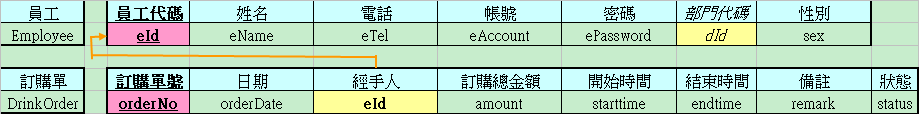 員工 員工代碼 姓名 電話 帳號 密碼 部門代碼 性別
Employee eId eName eTel eAccount ePassword dId sex
訂購單 訂購單號 日期 經手人 訂購總金額 開始時間 結束時間 備註 狀態
DrinkOrder orderNo orderDate eId amount starttime endtime remark status